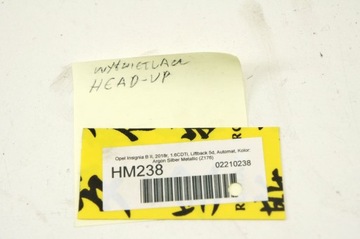 WYŚWIETLACZ
HEAD-UP
Opel Insignia B II, 2018r, 1.6CDTI, Liftback 5d, Automat, Kolor:
Argon Silber Metallic (Z176)
HM238
02210238